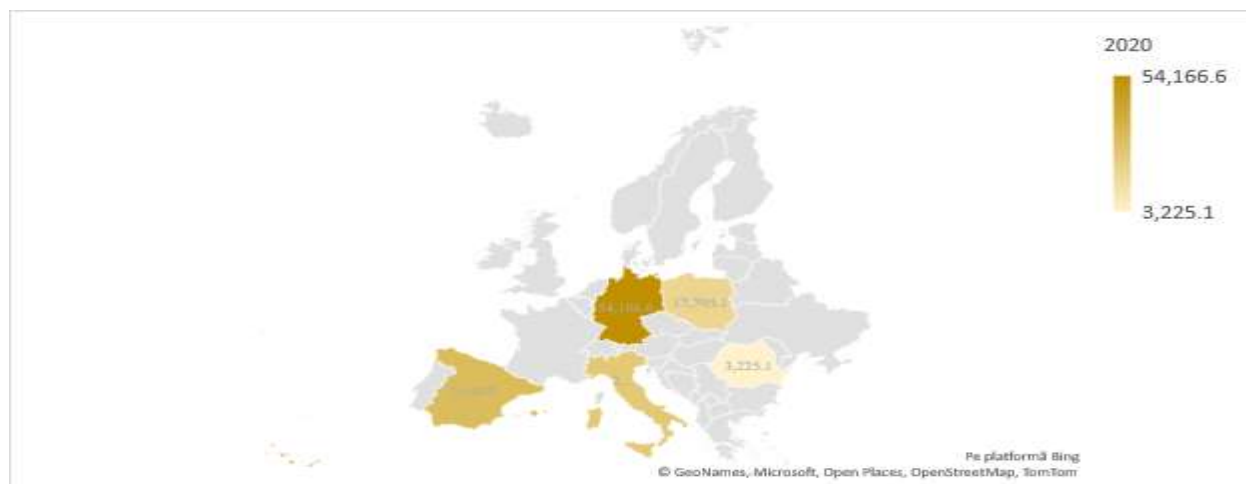 2020
54,166.6
3,225.1
3,225.1
Pe platformă Bing
© GeoNames, Microsoft, Open Places, OpenStreetMap, TomTom